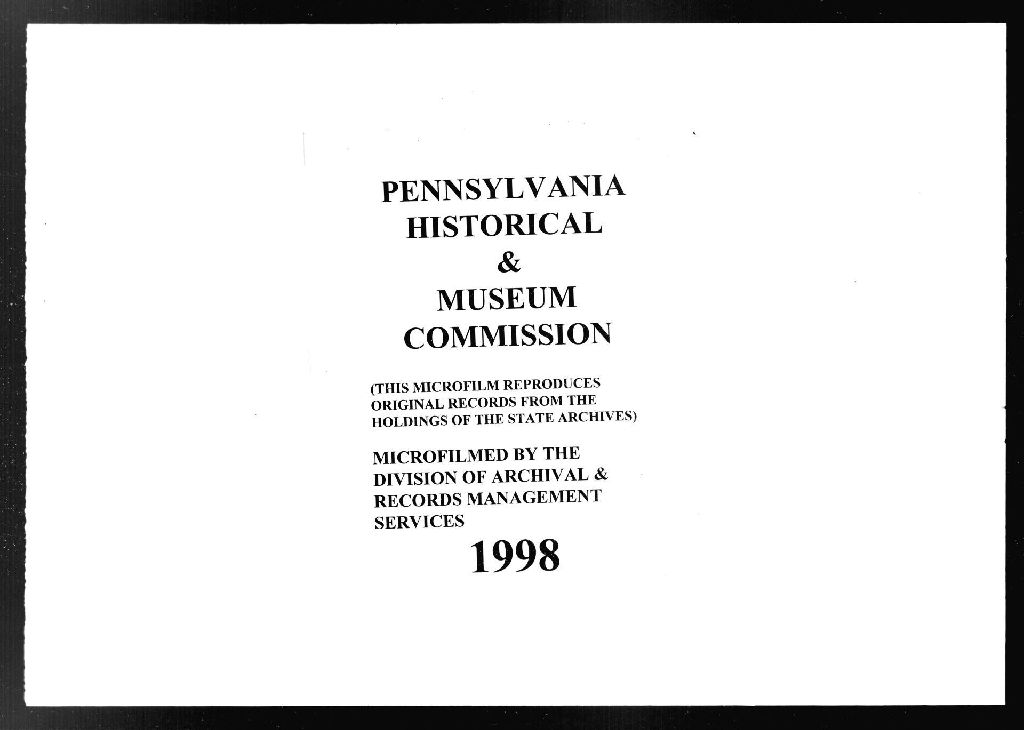 PENNSYLVANIA
HISTORICAL
&
MUSEUM
COMMISSION
(THIS MICROFILM REPRODUCES
ORIGINAL RECORDS FROM THE
HOLDINGS OF THE STATE ARCHIVES)
MICROFILMED BY THE
DIVISION OF ARCHIVAL &
RECORDS MANAGEMENT
SERVICES
1998